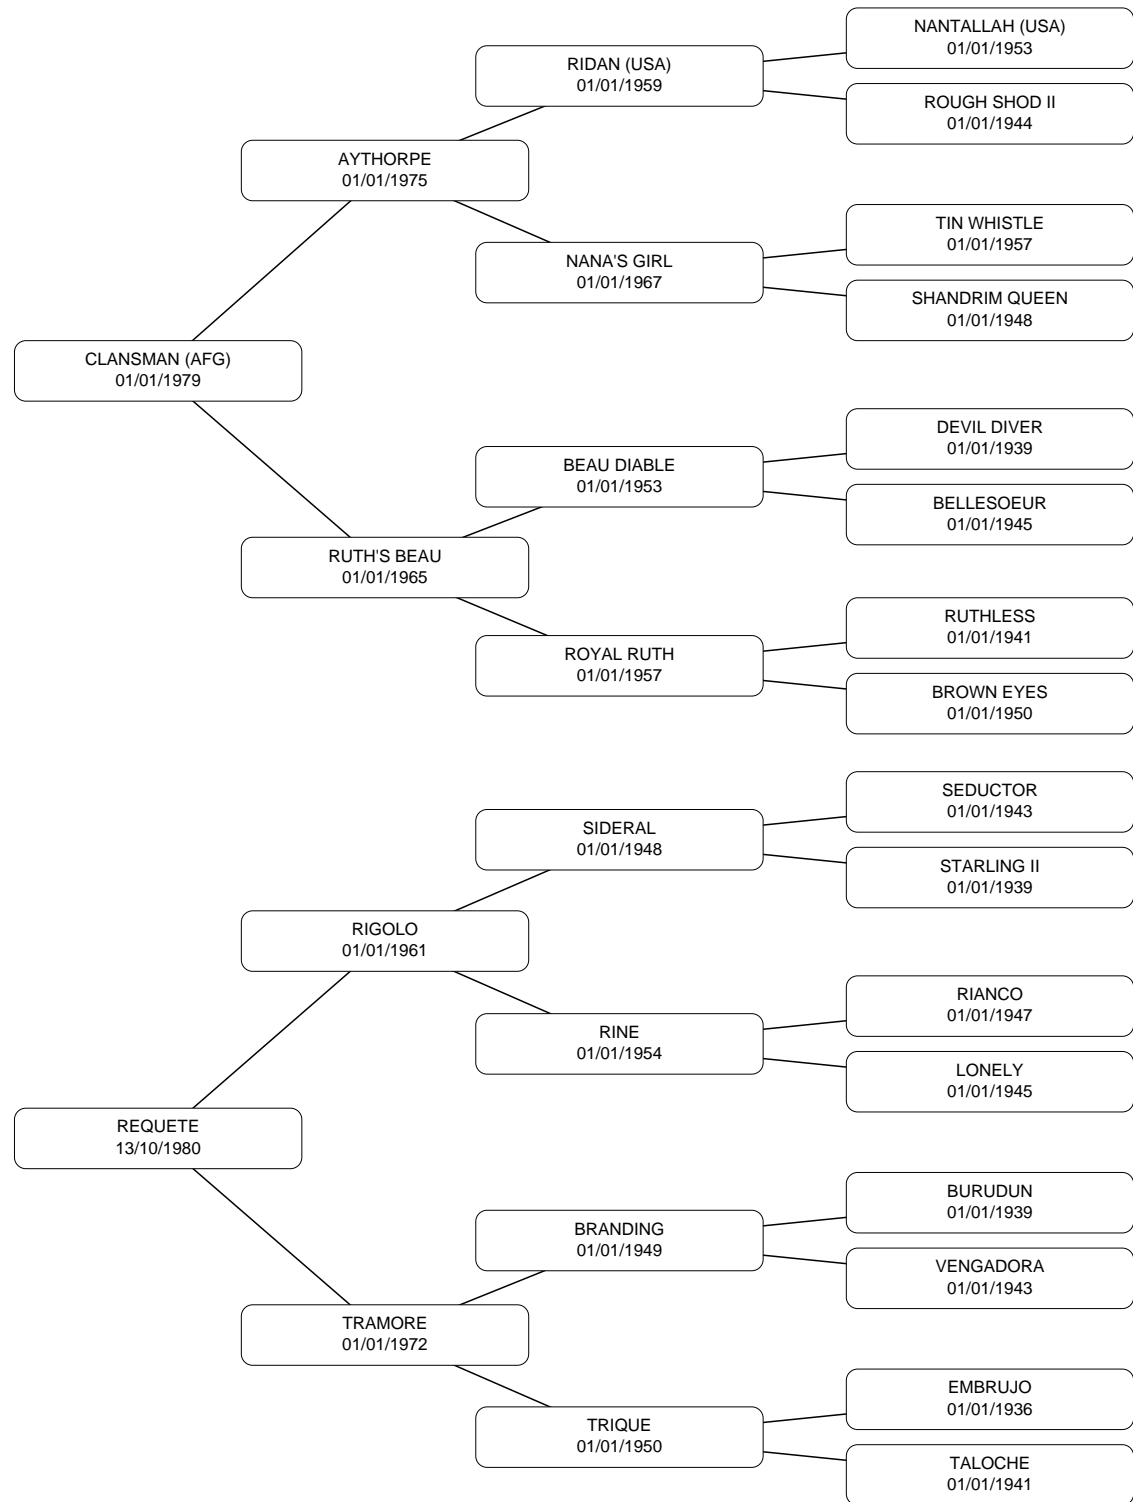 NANTALLAH (USA)
01/01/1953
RIDAN (USA)
01/01/1959
ROUGH SHOD II
01/01/1944
AYTHORPE
01/01/1975
TIN WHISTLE
01/01/1957
NANA'S GIRL
01/01/1967
SHANDRIM QUEEN
01/01/1948
CLANSMAN (AFG)
01/01/1979
DEVIL DIVER
01/01/1939
BEAU DIABLE
01/01/1953
BELLESOEUR
01/01/1945
RUTH'S BEAU
01/01/1965
RUTHLESS
01/01/1941
ROYAL RUTH
01/01/1957
BROWN EYES
01/01/1950
SEDUCTOR
01/01/1943
SIDERAL
01/01/1948
STARLING II
01/01/1939
RIGOLO
01/01/1961
RIANCO
01/01/1947
RINE
01/01/1954
LONELY
01/01/1945
REQUETE
13/10/1980
BURUDUN
01/01/1939
BRANDING
01/01/1949
VENGADORA
01/01/1943
TRAMORE
01/01/1972
EMBRUJO
01/01/1936
TRIQUE
01/01/1950
TALOCHE
01/01/1941